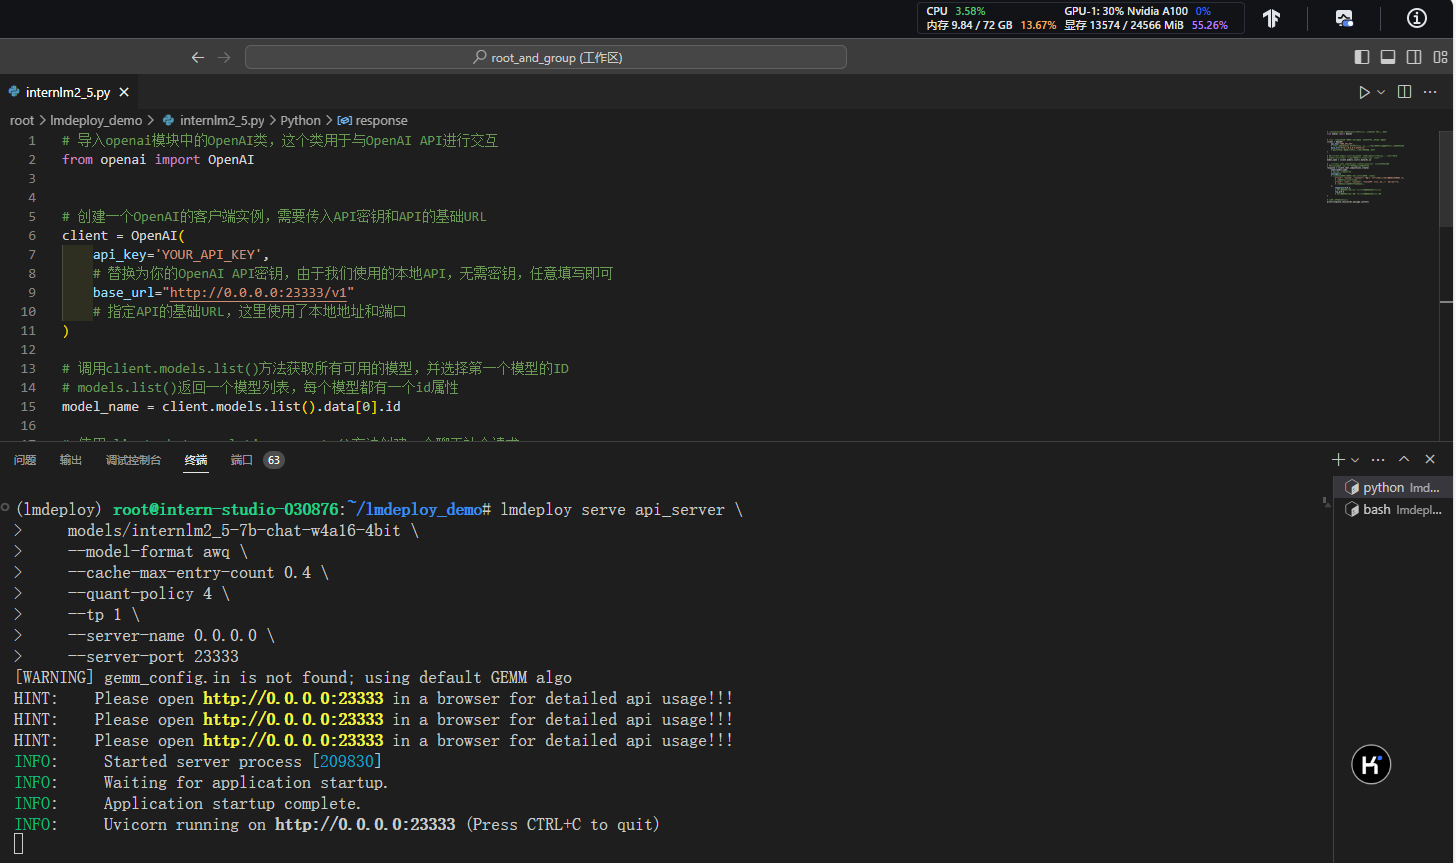 CPU 3.58% GPU-1: 30% Nvidia A100 0%
内存 9.84 / 72 GB 13.67% 显存 13574 / 24566 MiB 55.26%
root_and_group (工作区)
internlm2_5.py
root > lmdeploy_demo > internlm2_5.py > Python > response
1 # 导入openai模块中的OpenAI类，这个类用于与OpenAI API进行交互
2 from openai import OpenAI
3
4
5 # 创建一个OpenAI的客户端实例，需要传入API密钥和API的基础URL
6 client = OpenAI(
7     api_key='YOUR_API_KEY',
8     # 替换为你的OpenAI API密钥，由于我们使用的本地API，无需密钥，任意填写即可
9     base_url="http://0.0.0.0:23333/v1"
10     # 指定API的基础URL，这里使用了本地地址和端口
11 )
12
13 # 调用client.models.list()方法获取所有可用的模型，并选择第一个模型的ID
14 # models.list()返回一个模型列表，每个模型都有一个id属性
15 model_name = client.models.list().data[0].id
16
问题 输出 调试控制台 终端 端口 63
python lmd...
bash lmdepl...
(lmdeploy) root@intern-studio-030876:~/lmdeploy_demo# lmdeploy serve api_server \
>     models/internlm2_5-7b-chat-w4a16-4bit \
>     --model-format awq \
>     --cache-max-entry-count 0.4 \
>     --quant-policy 4 \
>     --tp 1 \
>     --server-name 0.0.0.0 \
>     --server-port 23333
[WARNING] gemm_config.in is not found; using default GEMM algo
HINT:    Please open http://0.0.0.0:23333 in a browser for detailed api usage!!!
HINT:    Please open http://0.0.0.0:23333 in a browser for detailed api usage!!!
HINT:    Please open http://0.0.0.0:23333 in a browser for detailed api usage!!!
INFO:     Started server process [209830]
INFO:     Waiting for application startup.
INFO:     Application startup complete.
INFO:     Uvicorn running on http://0.0.0.0:23333 (Press CTRL+C to quit)